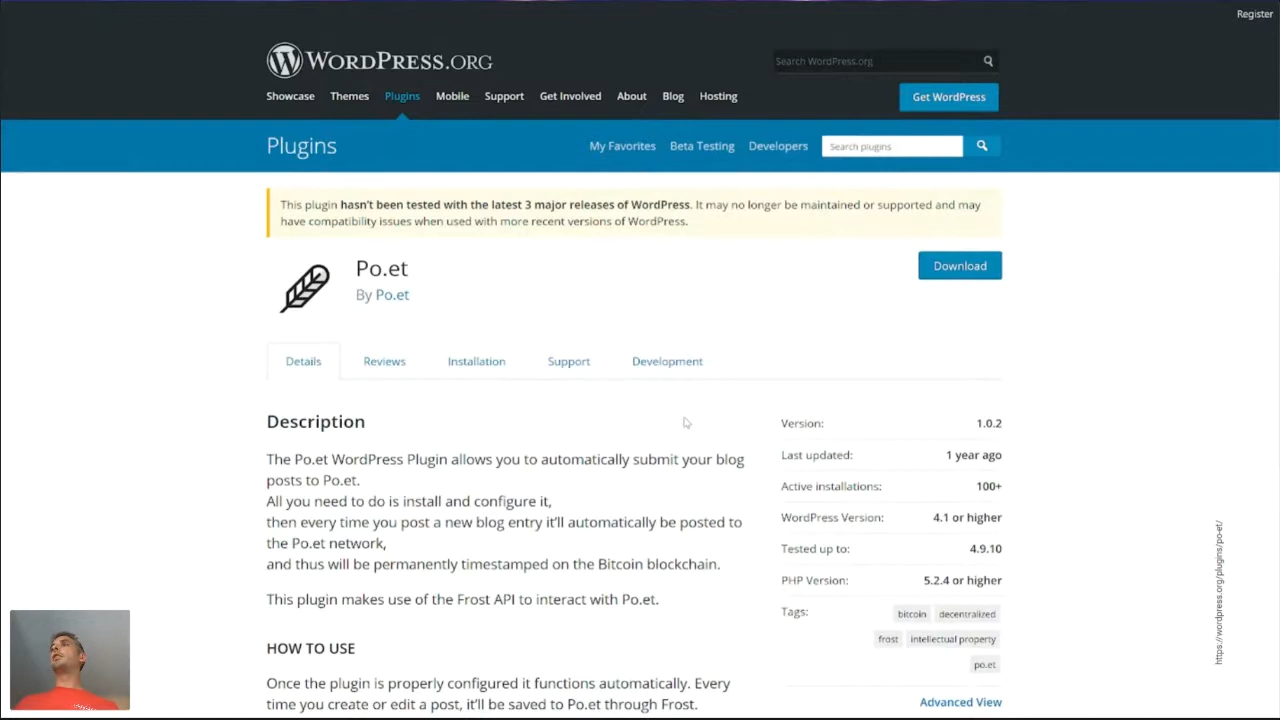 Register
WORDPRESS.ORG
Search WordPress.org
Showcase Themes Plugins Mobile Support Get Involved About Blog Hosting
Get WordPress
Plugins
My Favorites Beta Testing Developers
Search plugins
This plugin hasn't been tested with the latest 3 major releases of WordPress. It may no longer be maintained or supported and may
have compatibility issues when used with more recent versions of WordPress.
Po.et
By Po.et
Download
Details Reviews Installation Support Development
Description
The Po.et WordPress Plugin allows you to automatically submit your blog
posts to Po.et.
All you need to do is install and configure it,
then every time you post a new blog entry it'll automatically be posted to
the Po.et network,
and thus will be permanently timestamped on the Bitcoin blockchain.
This plugin makes use of the Frost API to interact with Po.et.
HOW TO USE
Once the plugin is properly configured it functions automatically. Every
time you create or edit a post, it'll be saved to Po.et through Frost.
Version: 1.0.2
Last updated: 1 year ago
Active installations: 100+
WordPress Version: 4.1 or higher
Tested up to: 4.9.10
PHP Version: 5.2.4 or higher
Tags: bitcoin decentralized
frost intellectual property
po.et
Advanced View
https://wordpress.org/plugins/po-et/